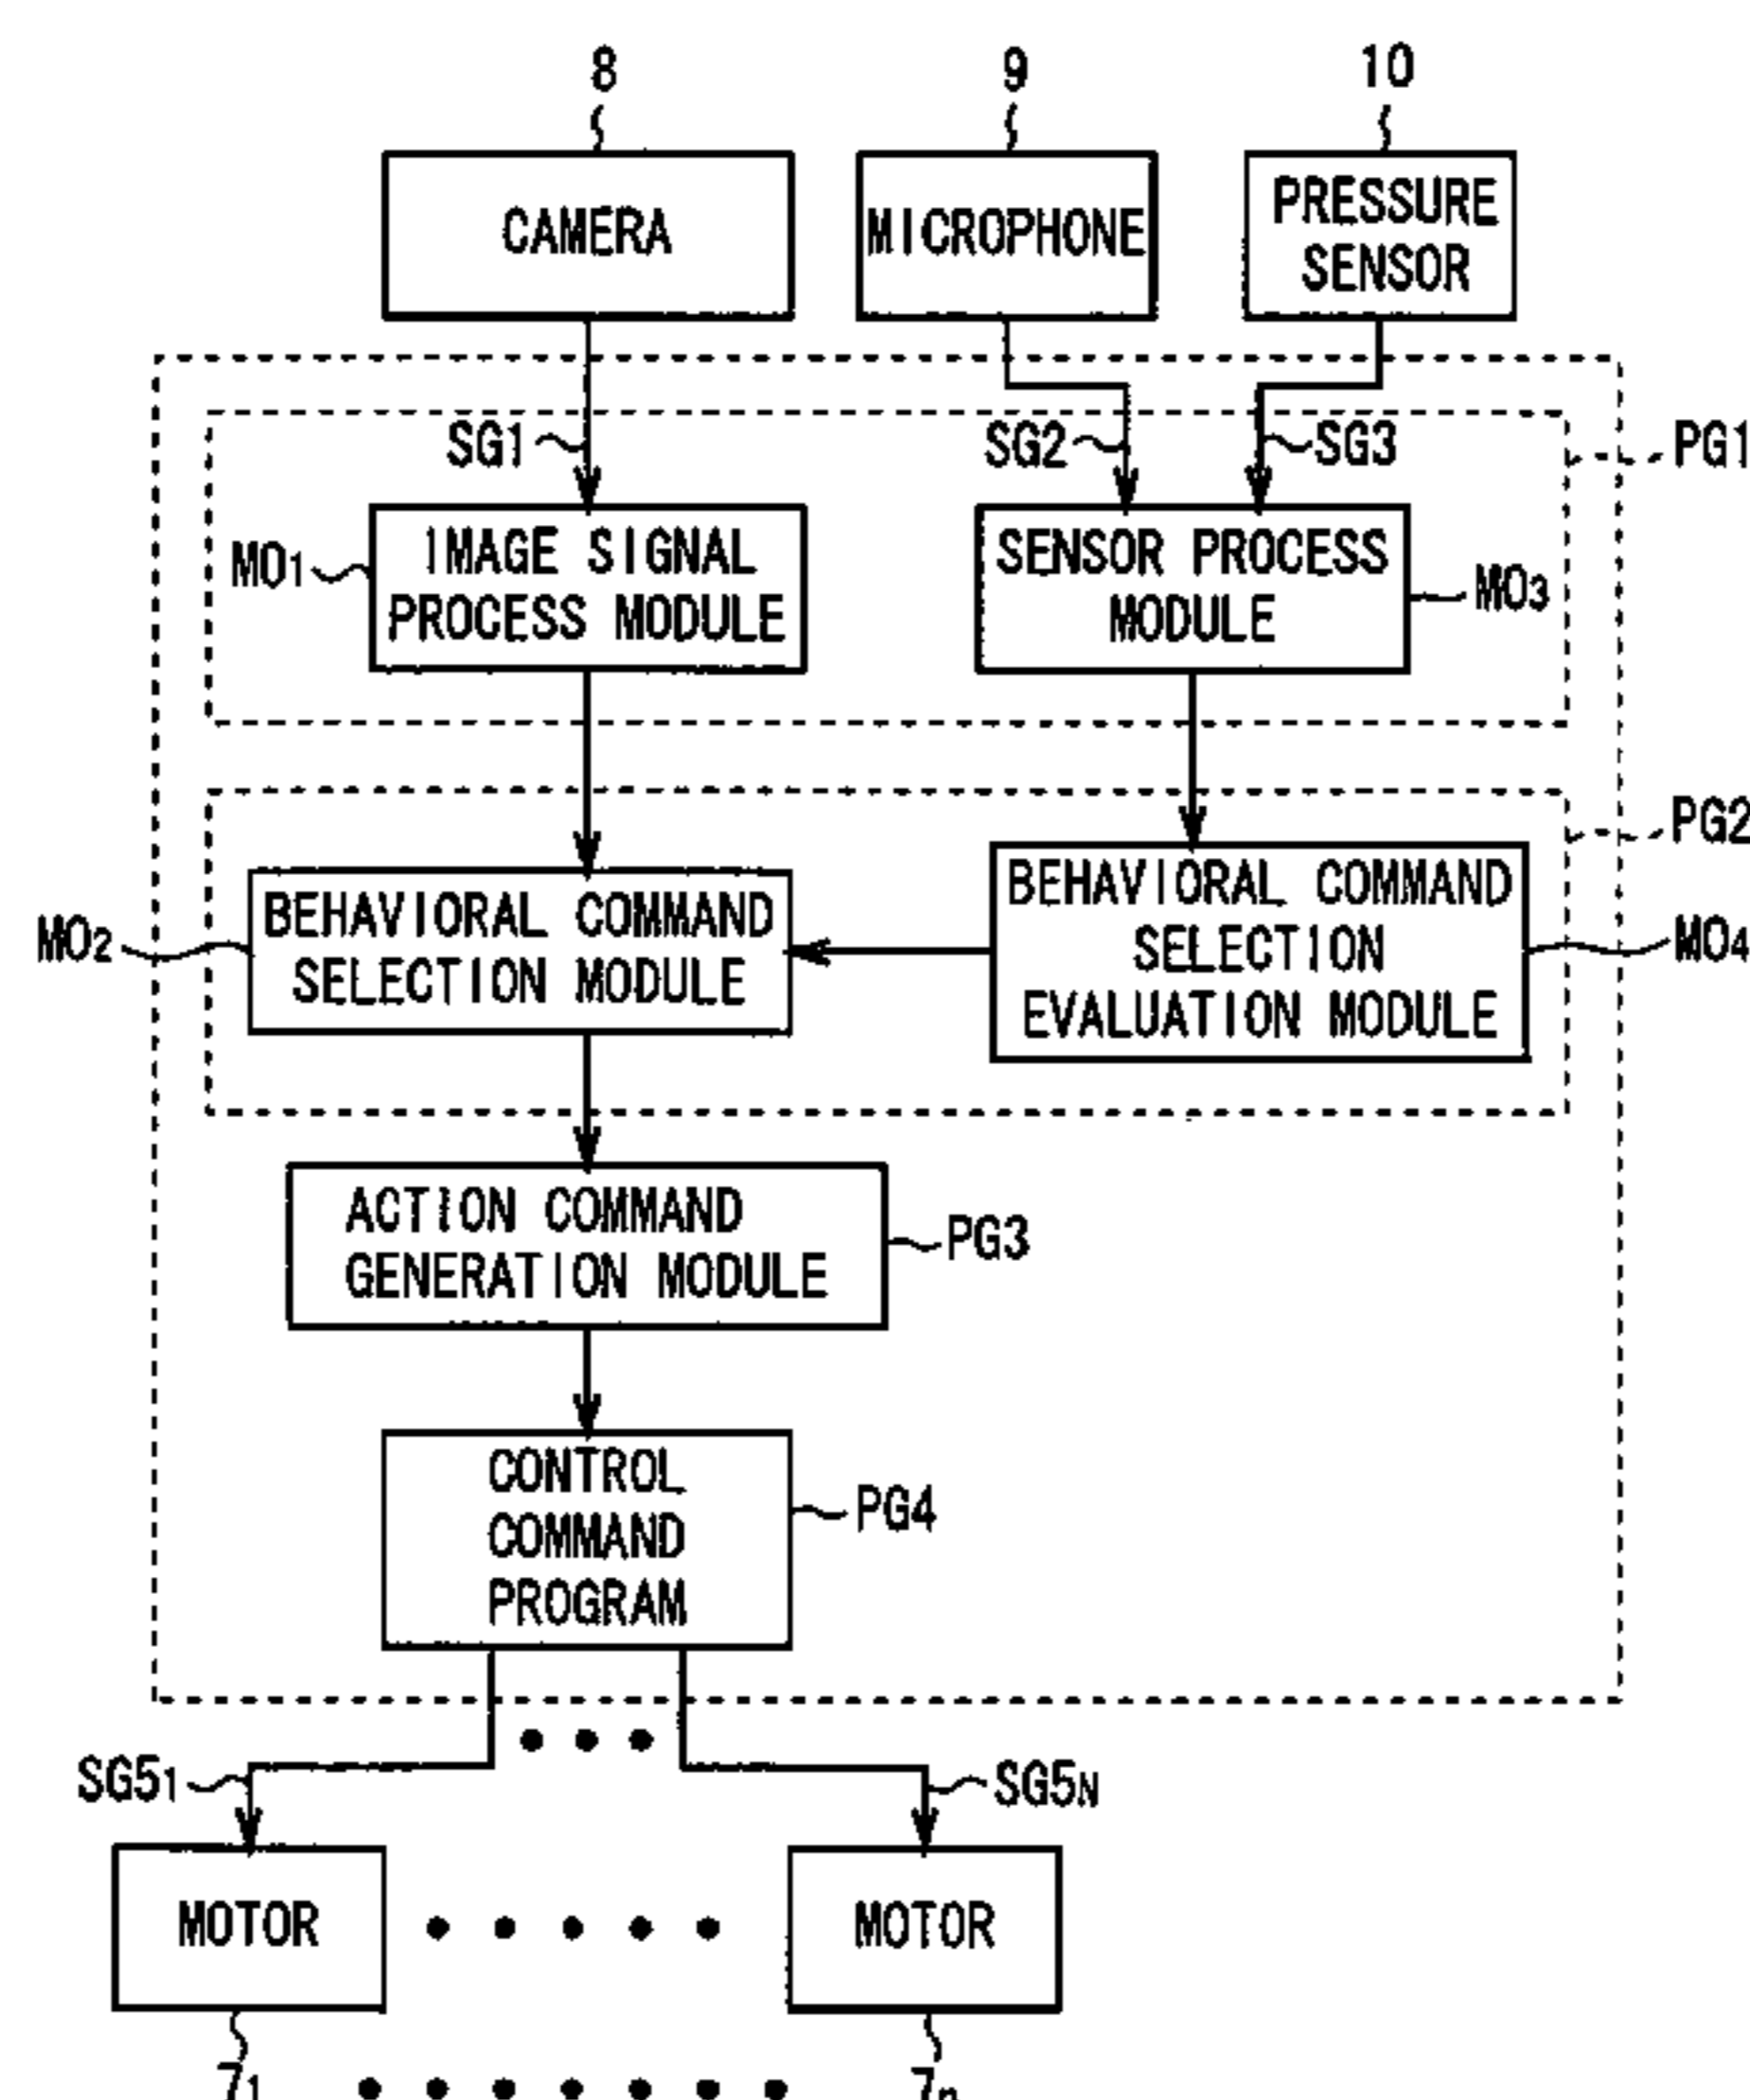 8
9
10
CAMERA
MICROPHONE
PRESSURE
SENSOR
SG1
SG2
SG3
PG1
MO1
IMAGE SIGNAL
PROCESS MODULE
SENSOR PROCESS
MODULE
MO3
PG2
MO2
BEHAVIORAL COMMAND
SELECTION MODULE
BEHAVIORAL COMMAND
SELECTION
EVALUATION MODULE
MO4
ACTION COMMAND
GENERATION MODULE
PG3
CONTROL
COMMAND
PROGRAM
PG4
SG51
SG5N
MOTOR
MOTOR
71
7n